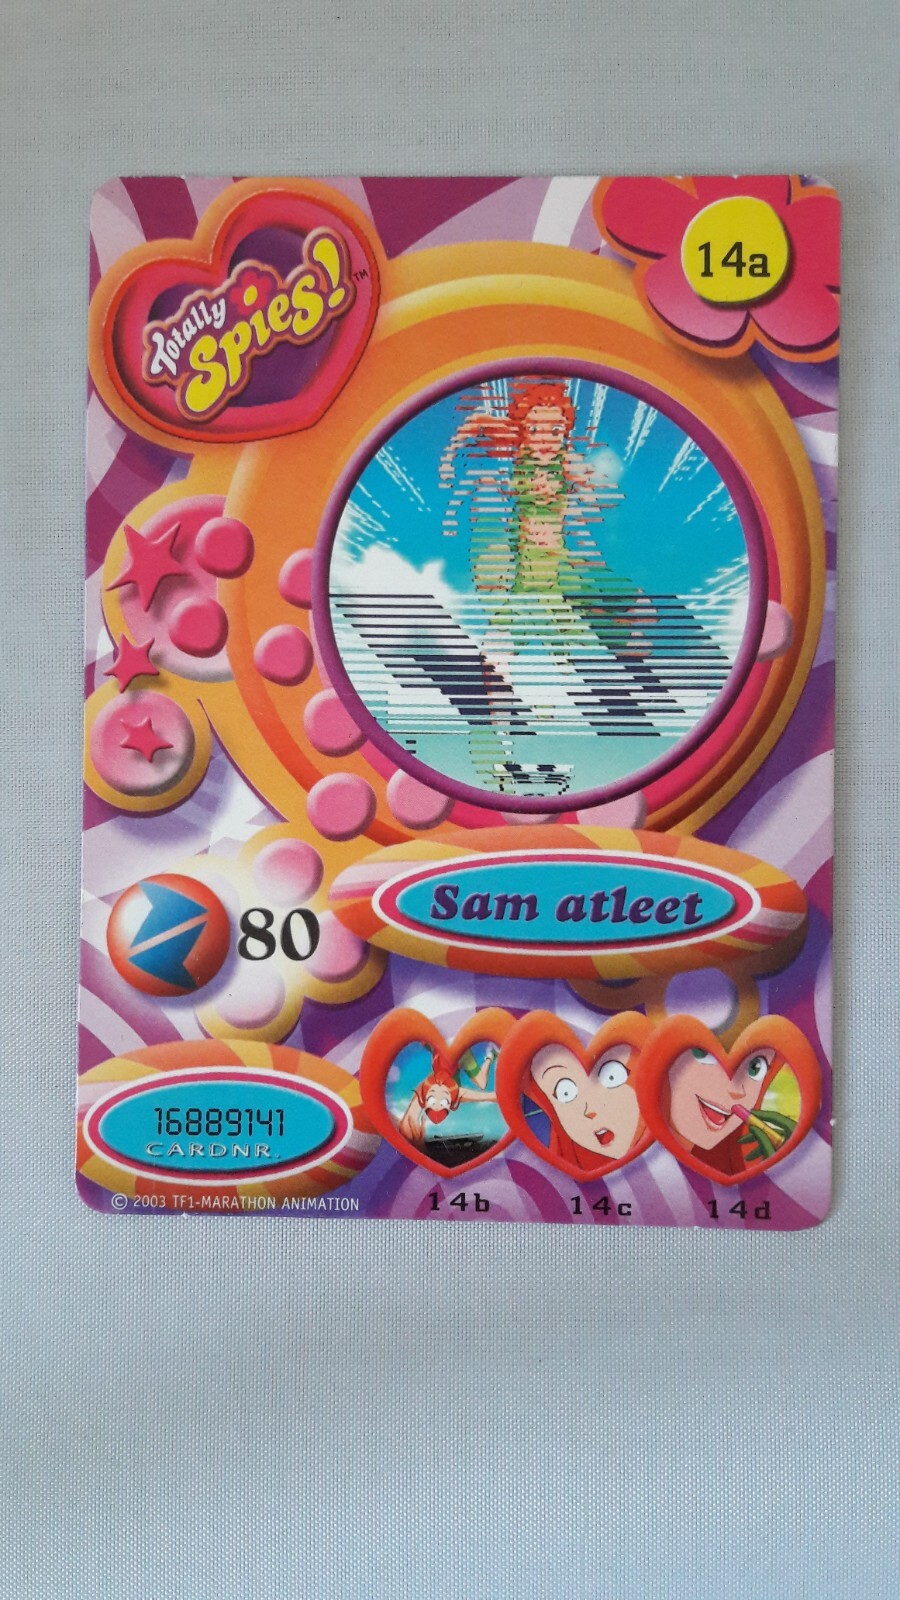 Totally
Spies!™
14a
80
Sam atleet
16889141
CARDNR.
© 2003 TF1-MARATHON ANIMATION
14b 14c 14d